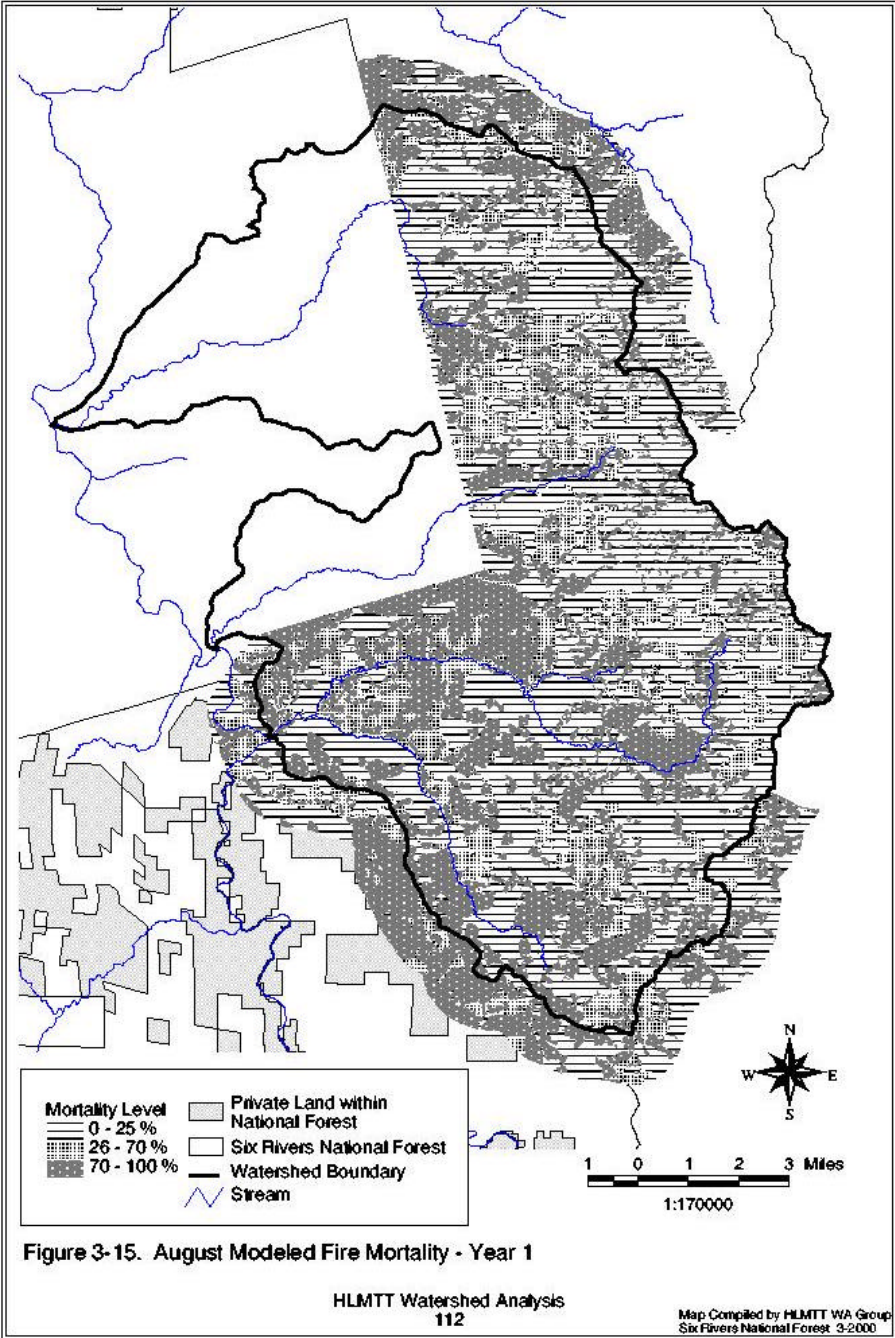 N
W E
S
Mortality Level
0 - 25 %
26 - 70 %
70 - 100 %
Private Land within
National Forest
Six Rivers National Forest
Watershed Boundary
Stream
1 0 1 2 3 Miles
1:170000
Figure 3-15. August Modeled Fire Mortality - Year 1
HLMTT Watershed Analysis
112
Map Compiled by HLMTT WA Group
Six Rivers National Forest 3-2000